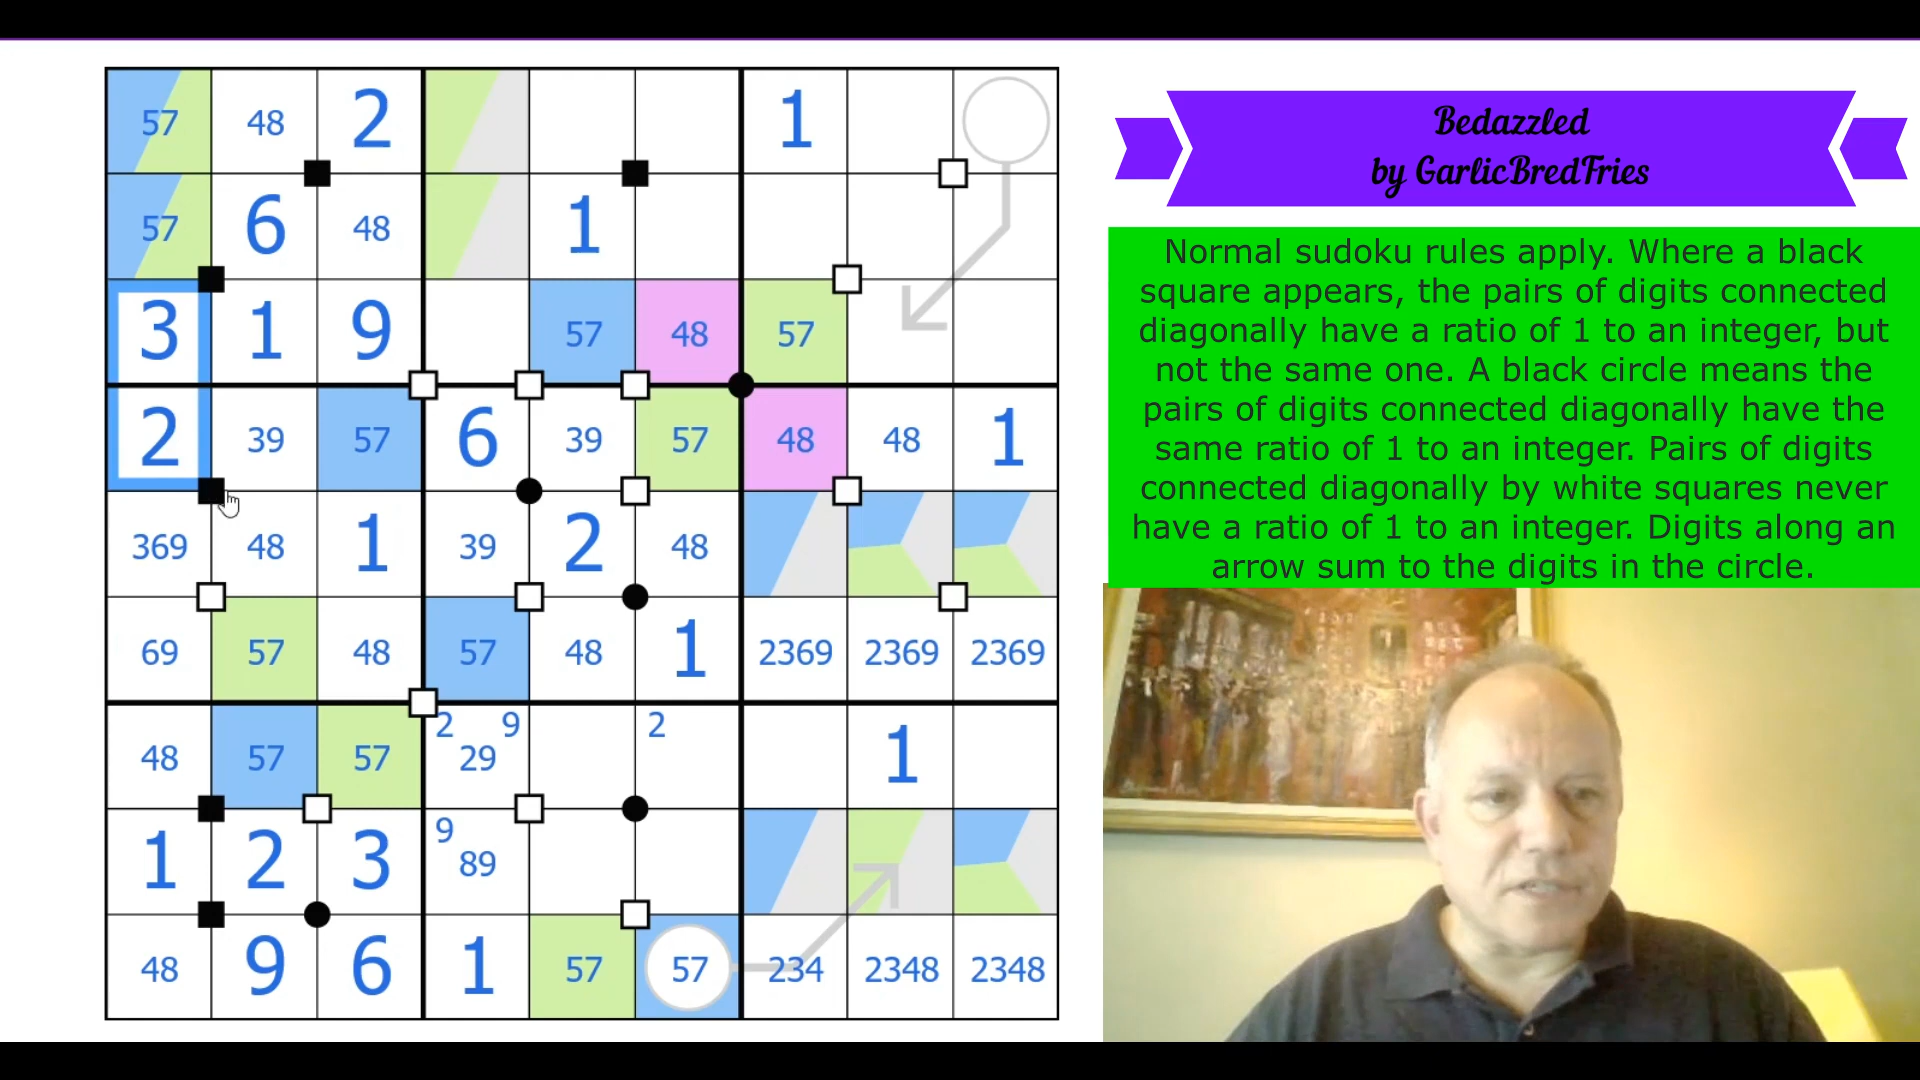 57 48 2 1
57 6 48 1
3 1 9 57 48 57
2 39 57 6 39 57 48 48 1
369 48 1 39 2 48
69 57 48 57 48 1 2369 2369 2369
2 9 2
48 57 57 29 1
9
1 2 3 89
48 9 6 1 57 57 234 2348 2348
Bedazzled
by GarlicBredFries
Normal sudoku rules apply. Where a black
square appears, the pairs of digits connected
diagonally have a ratio of 1 to an integer, but
not the same one. A black circle means the
pairs of digits connected diagonally have the
same ratio of 1 to an integer. Pairs of digits
connected diagonally by white squares never
have a ratio of 1 to an integer. Digits along an
arrow sum to the digits in the circle.